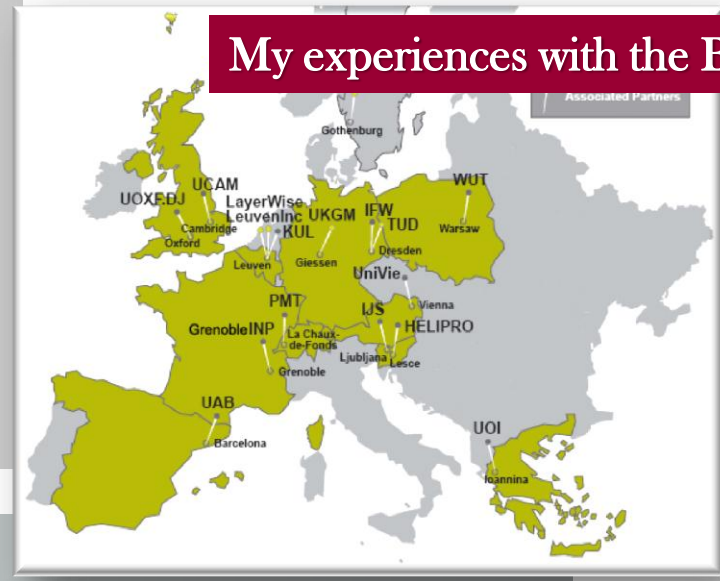 My experiences with the B
Associated Partners
Gothenburg
WUT
Warsaw
UCAM
UOXF.DJ
Cambridge
Oxford
LayerWise
LeuvenInc
KUL
Leuven
UKGM
Giessen
IFW
TUD
Dresden
UniVie
Vienna
PMT
La Chaux-
de-Fonds
IJS
HELIPRO
Ljubljana
Lesce
GrenobleINP
Grenoble
UAB
Barcelona
UOI
Ioannina